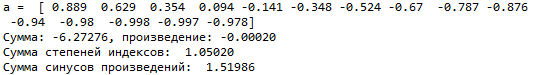 a =  [ 0.889  0.629  0.354  0.094 -0.141 -0.348 -0.524 -0.67  -0.787 -0.876
 -0.94  -0.98  -0.998 -0.997 -0.978]
Сумма: -6.27276, произведение: -0.00020
Сумма степеней индексов:  1.05020
Сумма синусов произведений:  1.51986